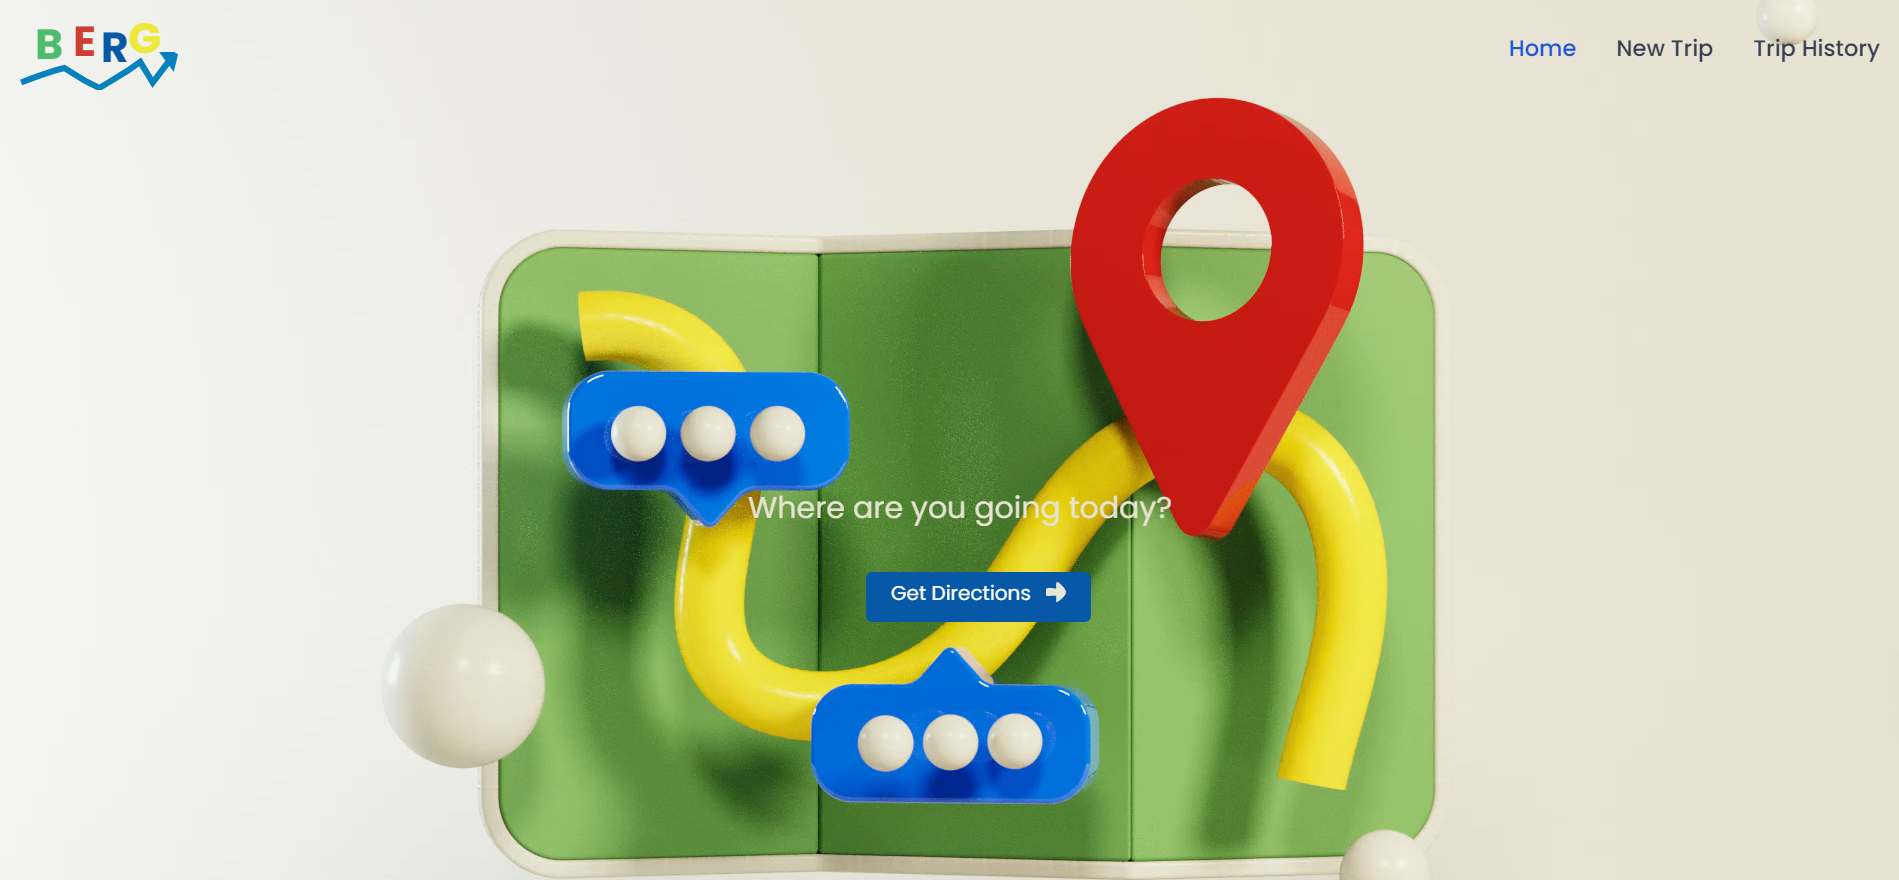 BERG
Home
New Trip
Trip History
Where are you going today?
Get Directions